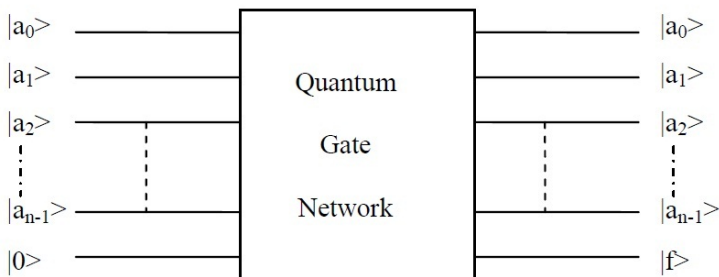 |a₀> |a₀>
|a₁> Quantum |a₁>
|a₂> Gate |a₂>
|aₙ₋₁> Network |aₙ₋₁>
|0> |f>